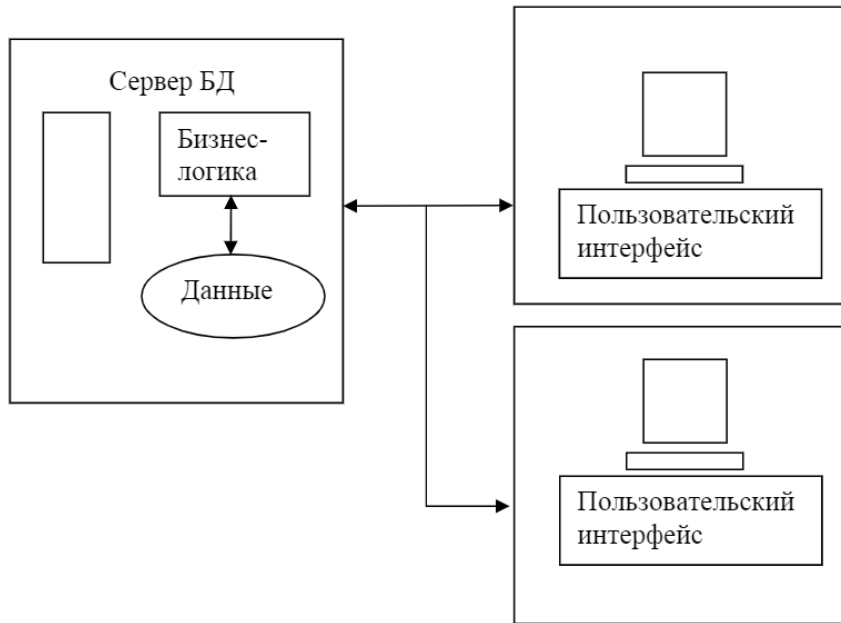 Сервер БД
Бизнес-
логика
Данные
Пользовательский
интерфейс
Пользовательский
интерфейс